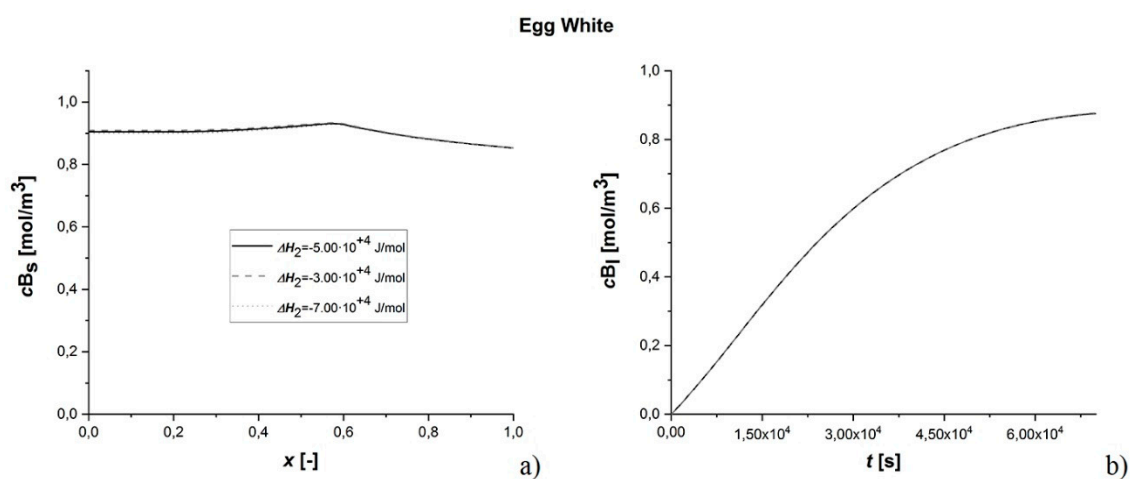 Egg White
1,0
0,8
0,6
0,4
0,2
0,0
cBs [mol/m³]
ΔH₂=-5.00·10⁺⁴ J/mol
ΔH₂=-3.00·10⁺⁴ J/mol
ΔH₂=-7.00·10⁺⁴ J/mol
0,0 0,2 0,4 0,6 0,8 1,0
x [-]
a)
1,0
0,8
0,6
0,4
0,2
0,0
cBl [mol/m³]
0,00 1,50x10⁴ 3,00x10⁴ 4,50x10⁴ 6,00x10⁴
t [s]
b)